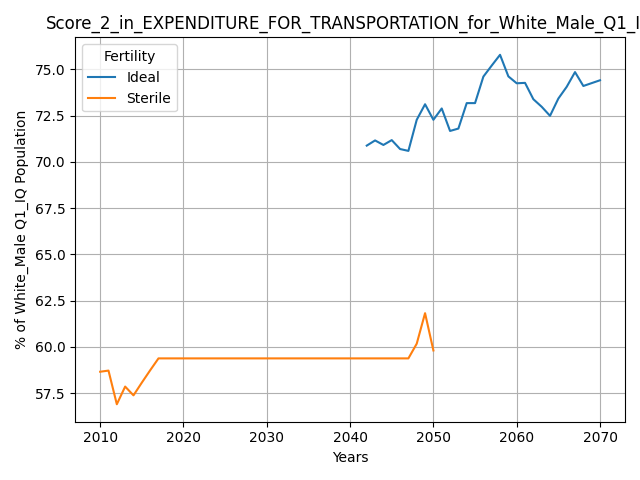 Score_2_in_EXPENDITURE_FOR_TRANSPORTATION_for_White_Male_Q1_I
Fertility
Ideal
Sterile
% of White_Male Q1_IQ Population
75.0
72.5
70.0
67.5
65.0
62.5
60.0
57.5
2010 2020 2030 2040 2050 2060 2070
Years